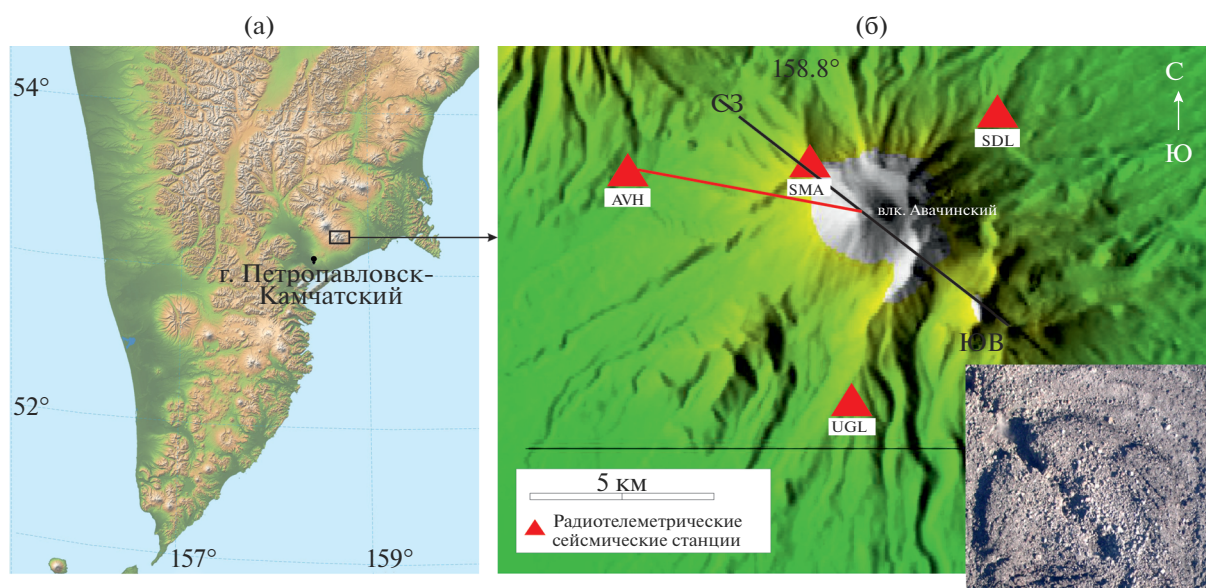 (а)
54°
г. Петропавловск-
Камчатский
52°
157°
159°
(б)
158.8°
С
Ю
СЗ
SDL
SMA
AVH
влк. Авачинский
ЮВ
UGL
5 км
Радиотелеметрические
сейсмические станции